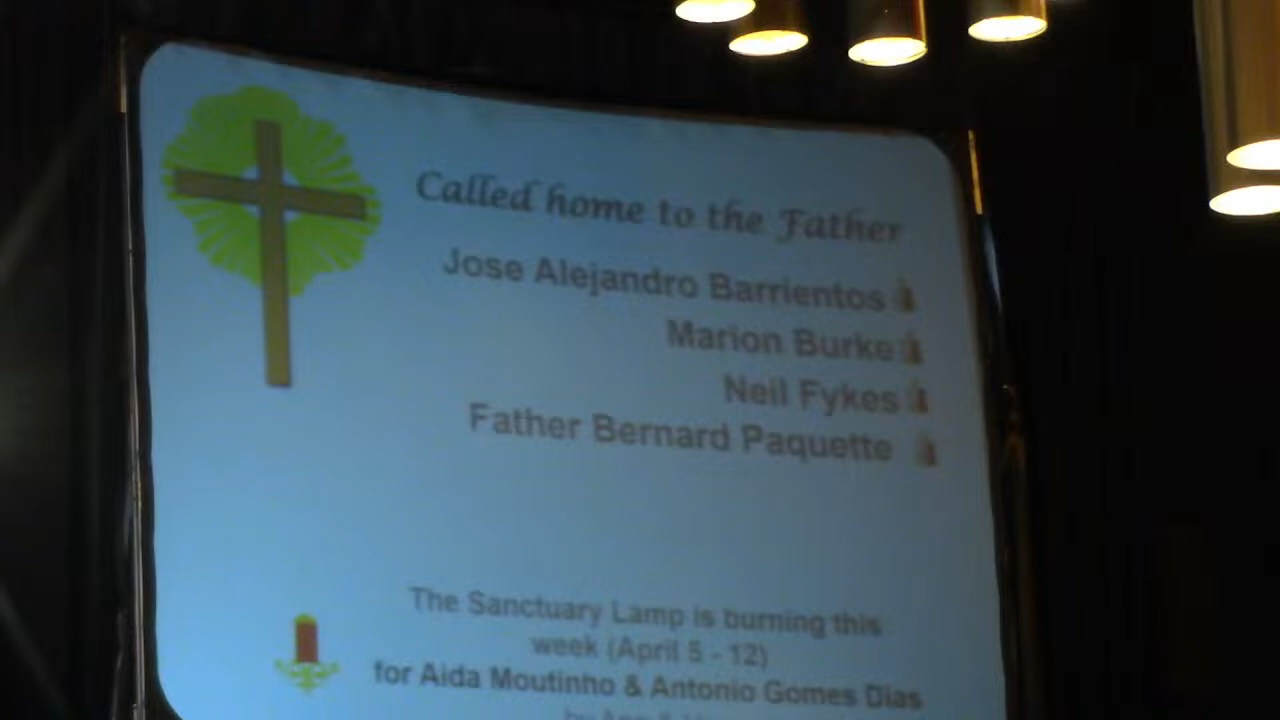 Called home to the Father
Jose Alejandro Barrientos
Marion Burke
Neil Fykes
Father Bernard Paquette
The Sanctuary Lamp is burning this
week (April 5 - 12)
for Aida Moutinho & Antonio Gomes Dias
by